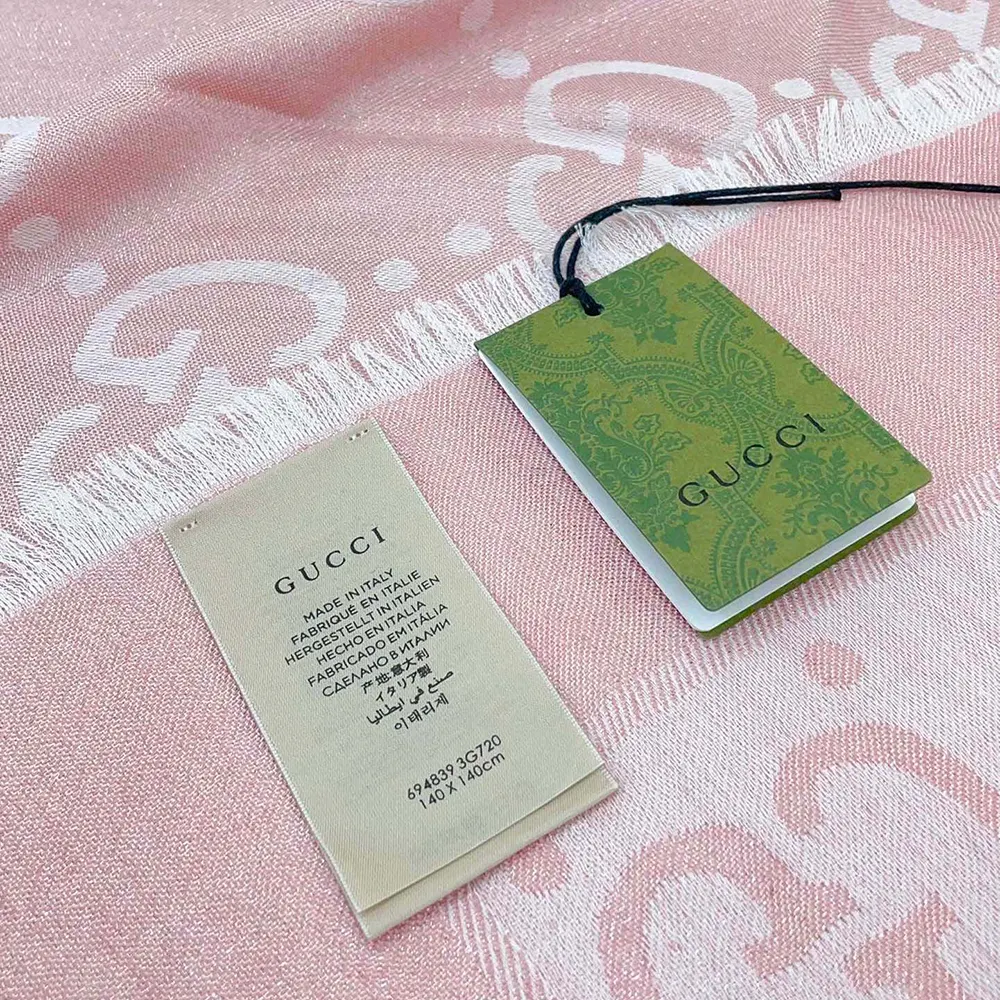 GUCCI
MADE IN ITALY
FABRIQUÉ EN ITALIE
HERGESTELLT IN ITALIEN
HECHO EN ITALIA
FABRICADO EM ITÁLIA
СДЕЛАНО В ИТАЛИИ
产地:意大利
イタリア製
صنع في ايطاليا
이태리제
694839 3G720
140 X 140cm
GUCCI